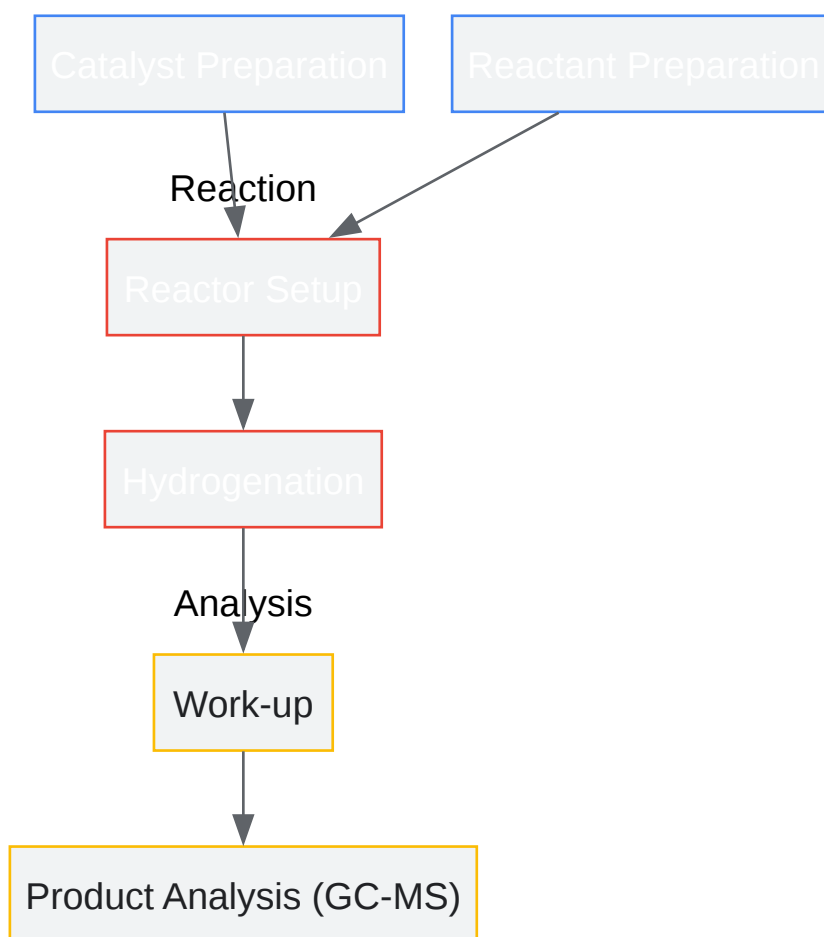 Catalyst Preparation
Reactant Preparation
Reaction
Reactor Setup
Hydrogenation
Analysis
Work-up
Product Analysis (GC-MS)